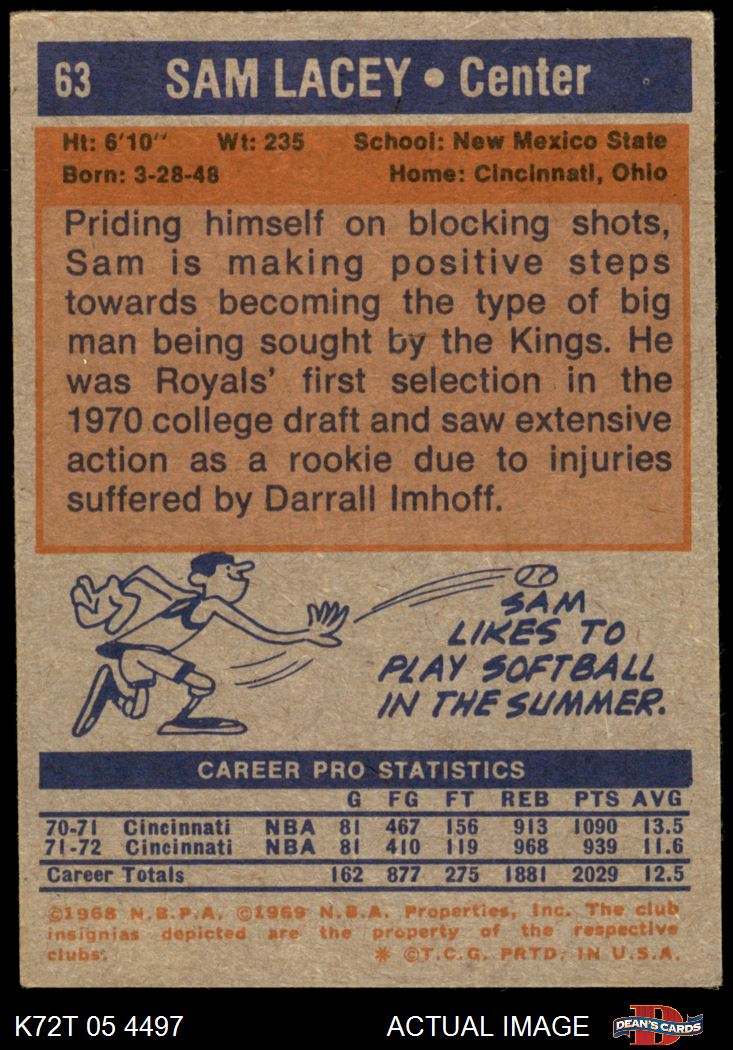 63 SAM LACEY • Center
Ht: 6'10'' Wt: 235 School: New Mexico State
Born: 3-28-48 Home: Cincinnati, Ohio
Priding himself on blocking shots,
Sam is making positive steps
towards becoming the type of big
man being sought by the Kings. He
was Royals' first selection in the
1970 college draft and saw extensive
action as a rookie due to injuries
suffered by Darrall Imhoff.
SAM
LIKES TO
PLAY SOFTBALL
IN THE SUMMER.
CAREER PRO STATISTICS
G FG FT REB PTS AVG
70-71 Cincinnati NBA 81 467 156 913 1090 13.5
71-72 Cincinnati NBA 81 410 119 968 939 11.6
Career Totals 162 877 275 1881 2029 12.5
©1968 N.B.P.A. ©1969 N.B.A. Properties, Inc. The club
insignias depicted are the property of the respective
clubs. * ©T.C.G. PRTD. IN U.S.A.
K72T 05 4497 ACTUAL IMAGE D DEAN'S CARDS